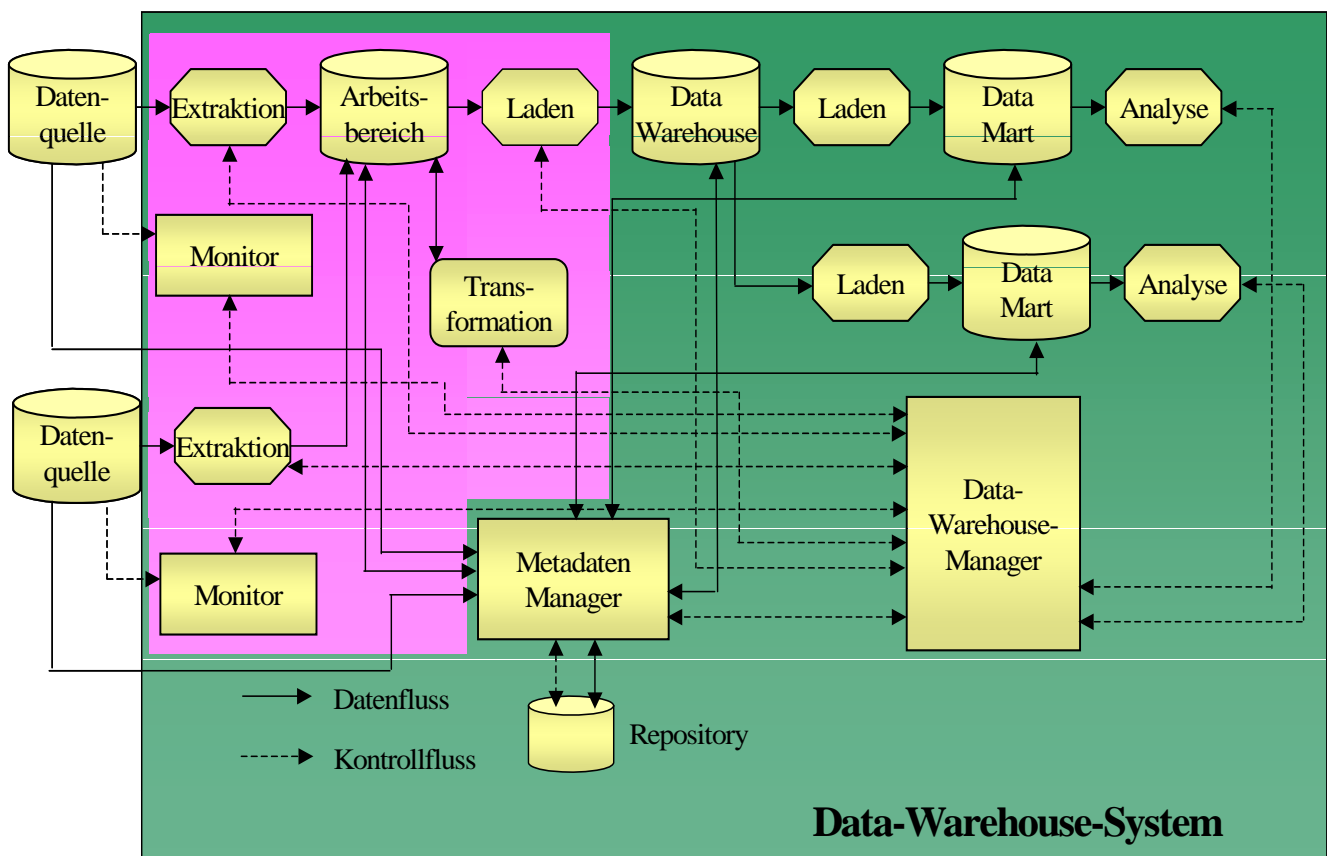 Daten-
quelle
Extraktion
Arbeits-
bereich
Laden
Data
Warehouse
Laden
Data
Mart
Analyse
Monitor
Trans-
formation
Laden
Data
Mart
Analyse
Daten-
quelle
Extraktion
Monitor
Metadaten
Manager
Data-
Warehouse-
Manager
Datenfluss
Kontrollfluss
Repository
Data-Warehouse-System